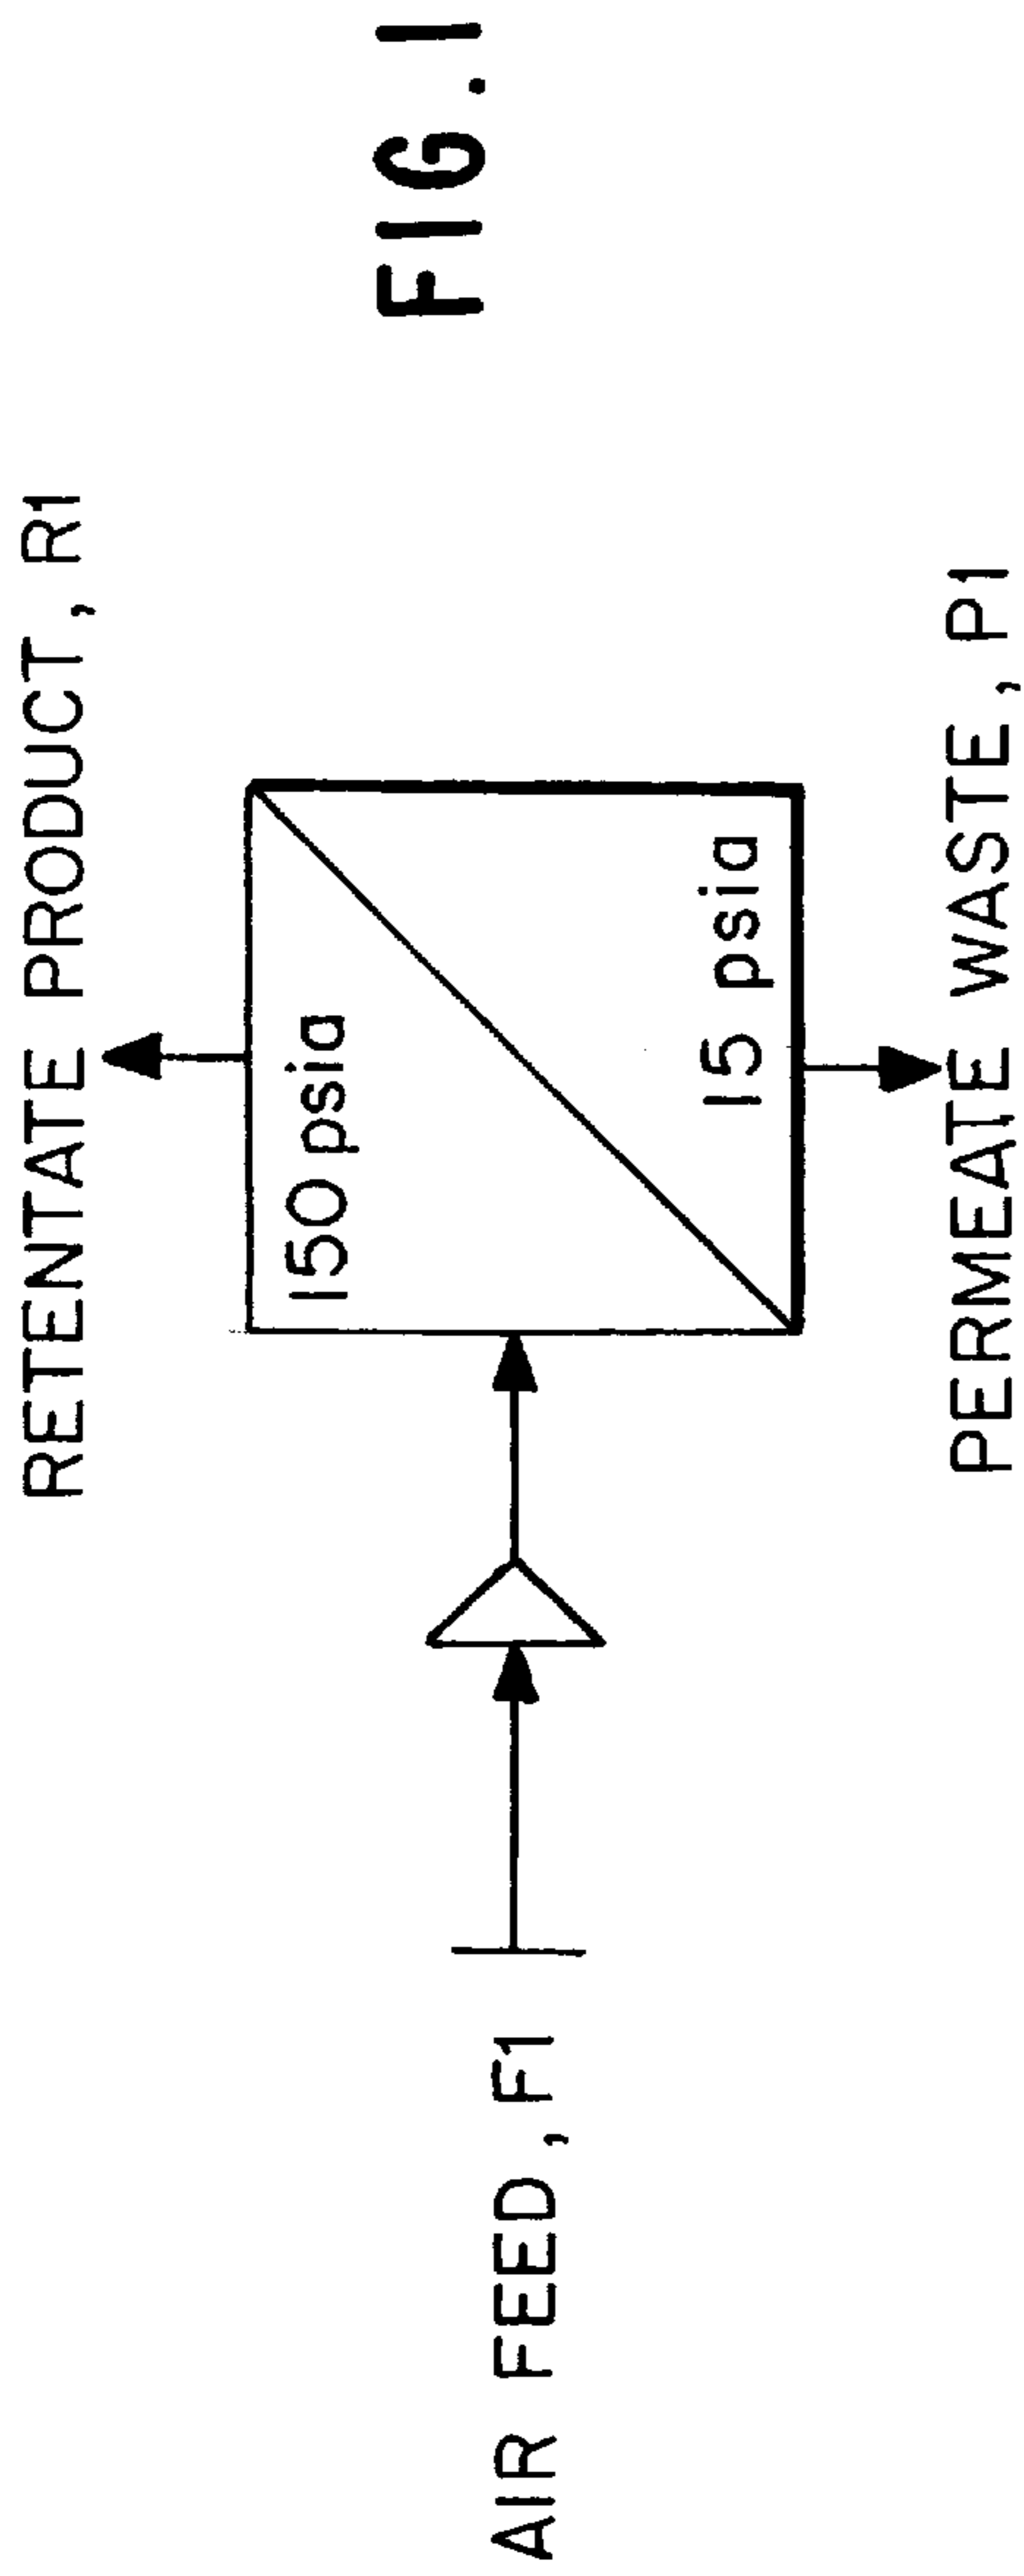 RETENTATE PRODUCT, R1
150 psia
AIR FEED, F1
15 psia
PERMEATE WASTE, P1
FIG. 1